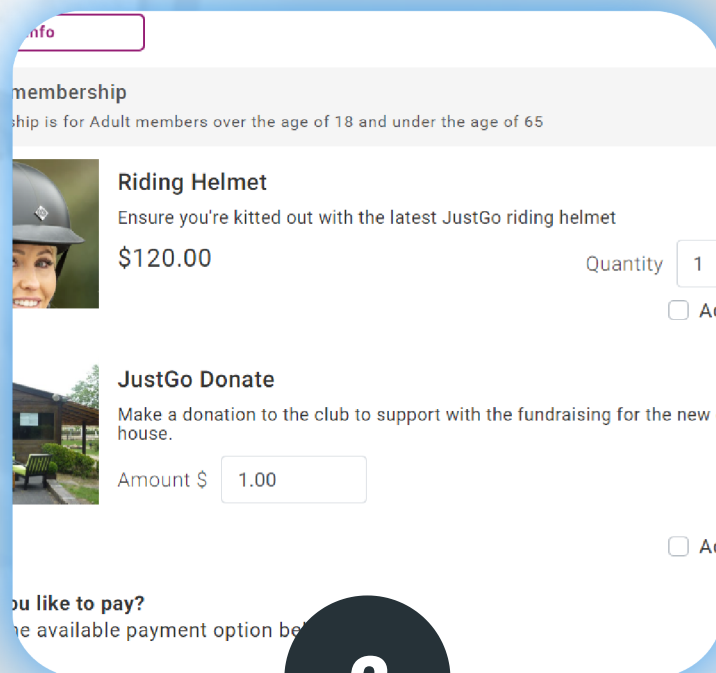 nfo
membership
ship is for Adult members over the age of 18 and under the age of 65
Riding Helmet
Ensure you're kitted out with the latest JustGo riding helmet
$120.00
Quantity 1
JustGo Donate
Make a donation to the club to support with the fundraising for the new
house.
Amount $ 1.00
ou like to pay?
available payment option